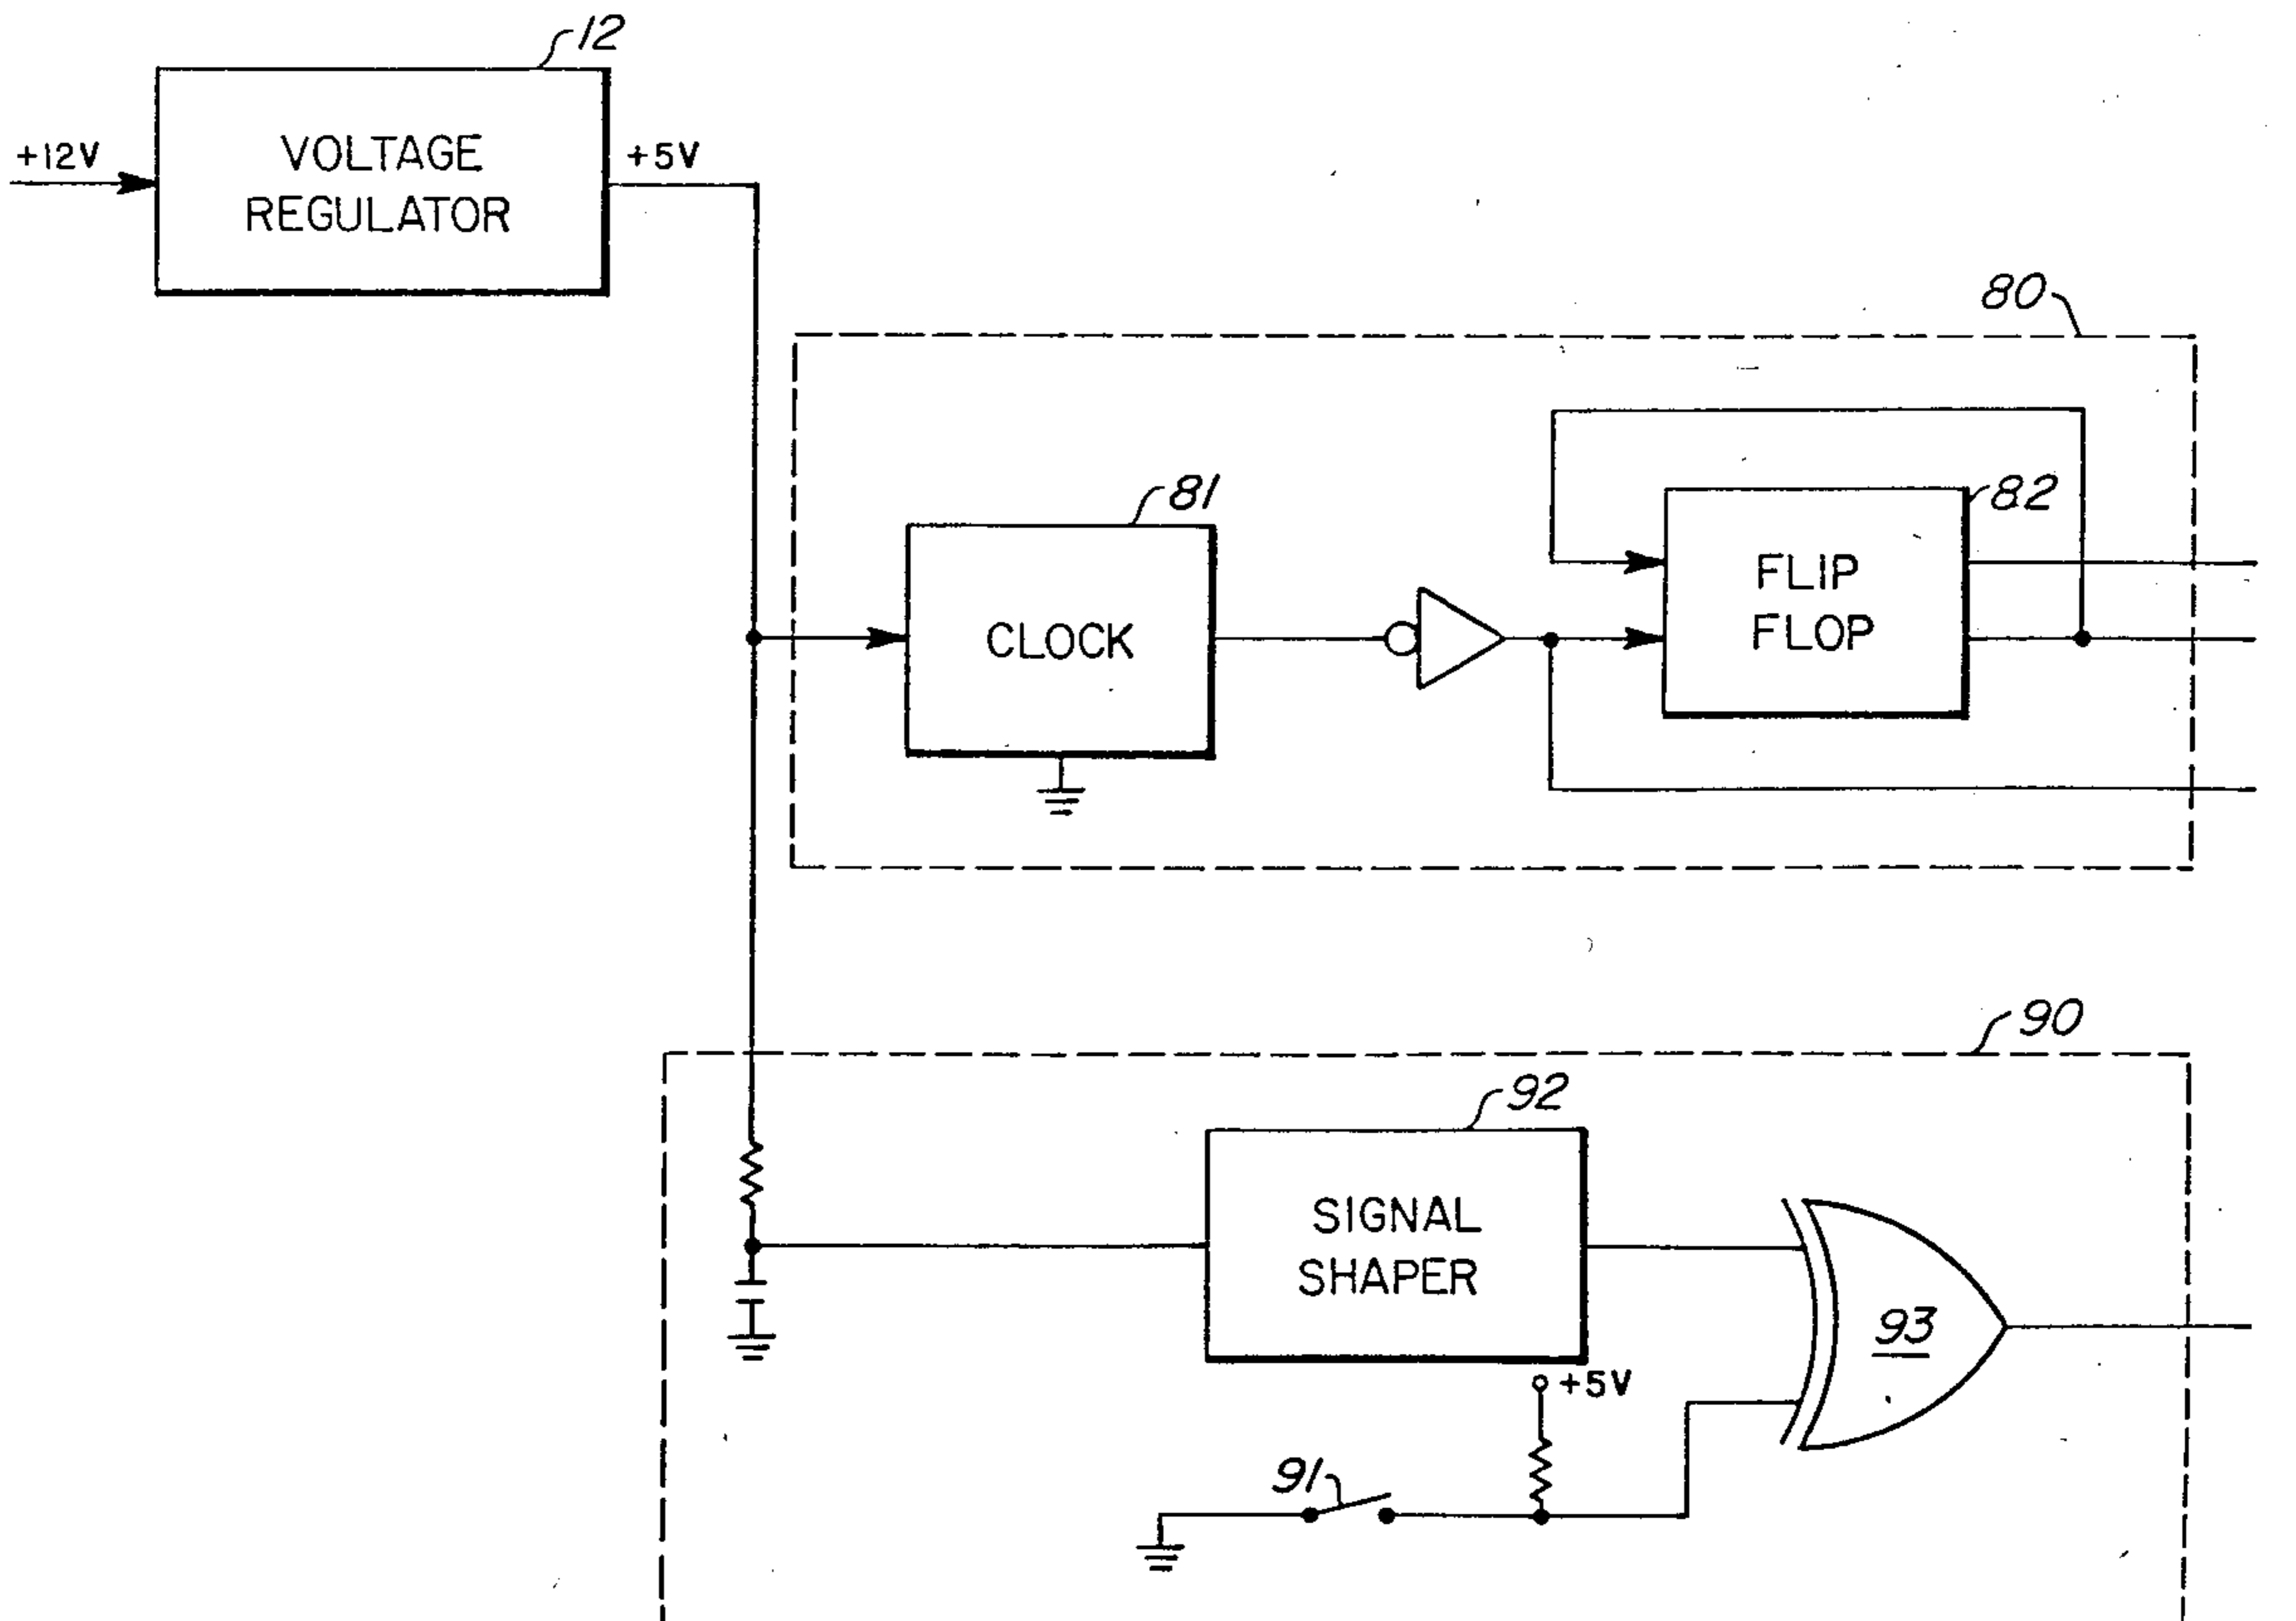 12
+12V
VOLTAGE
REGULATOR
+5V
80
81
CLOCK
82
FLIP
FLOP
90
92
SIGNAL
SHAPER
93
+5V
91